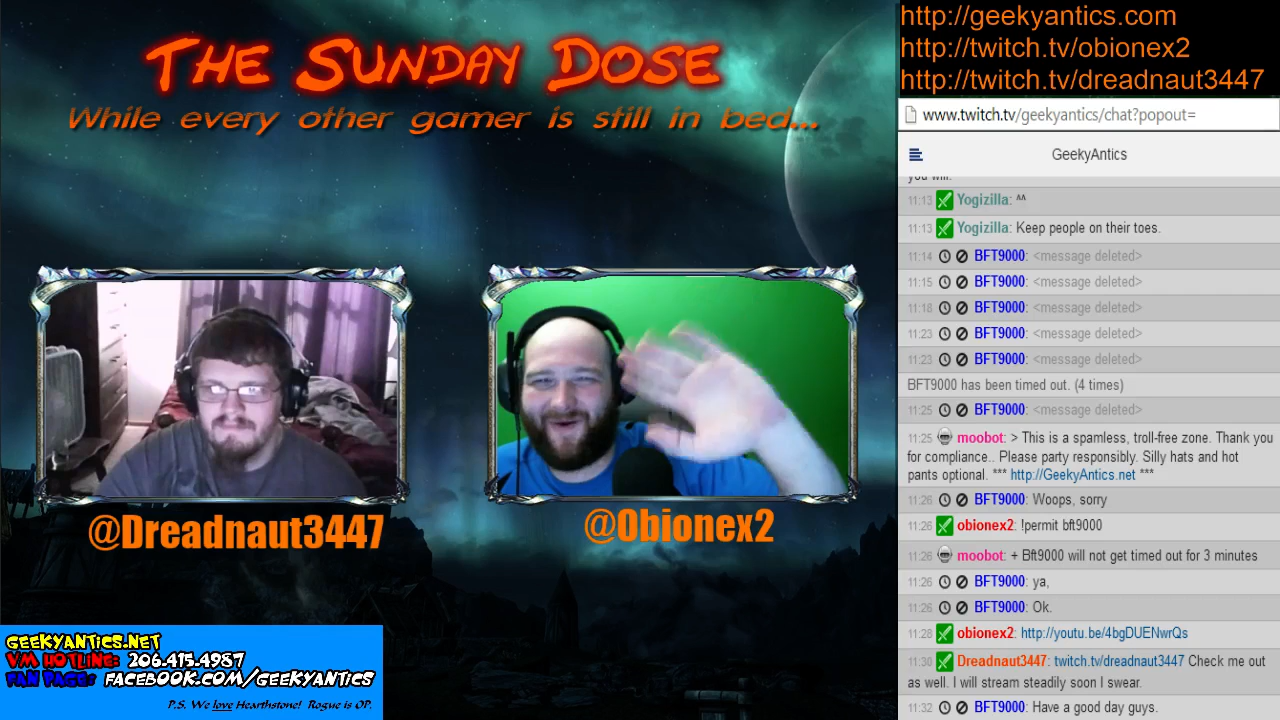 THE SUNDAY DOSE
While every other gamer is still in bed...
@Dreadnaut3447
@Obionex2
GEEKYANTICS.NET
VM HOTLINE: 206.415.4987
FAN PAGE: FACEBOOK.COM/GEEKYANTICS
P.S. We love Hearthstone! Rogue is OP.
http://geekyantics.com
http://twitch.tv/obionex2
http://twitch.tv/dreadnaut3447
www.twitch.tv/geekyantics/chat?popout=
GeekyAntics
you will.
11:13 Yogizilla: ^^
11:13 Yogizilla: Keep people on their toes.
11:14 BFT9000: <message deleted>
11:15 BFT9000: <message deleted>
11:18 BFT9000: <message deleted>
11:23 BFT9000: <message deleted>
11:23 BFT9000: <message deleted>
BFT9000 has been timed out. (4 times)
11:25 BFT9000: <message deleted>
11:25 moobot: > This is a spamless, troll-free zone. Thank you
for compliance.. Please party responsibly. Silly hats and hot
pants optional. *** http://GeekyAntics.net ***
11:26 BFT9000: Woops, sorry
11:26 obionex2: !permit bft9000
11:26 moobot: + Bft9000 will not get timed out for 3 minutes
11:26 BFT9000: ya,
11:26 BFT9000: Ok.
11:28 obionex2: http://youtu.be/4bgDUENwrQs
11:30 Dreadnaut3447: twitch.tv/dreadnaut3447 Check me out
as well. I will stream steadily soon I swear.
11:32 BFT9000: Have a good day guys.